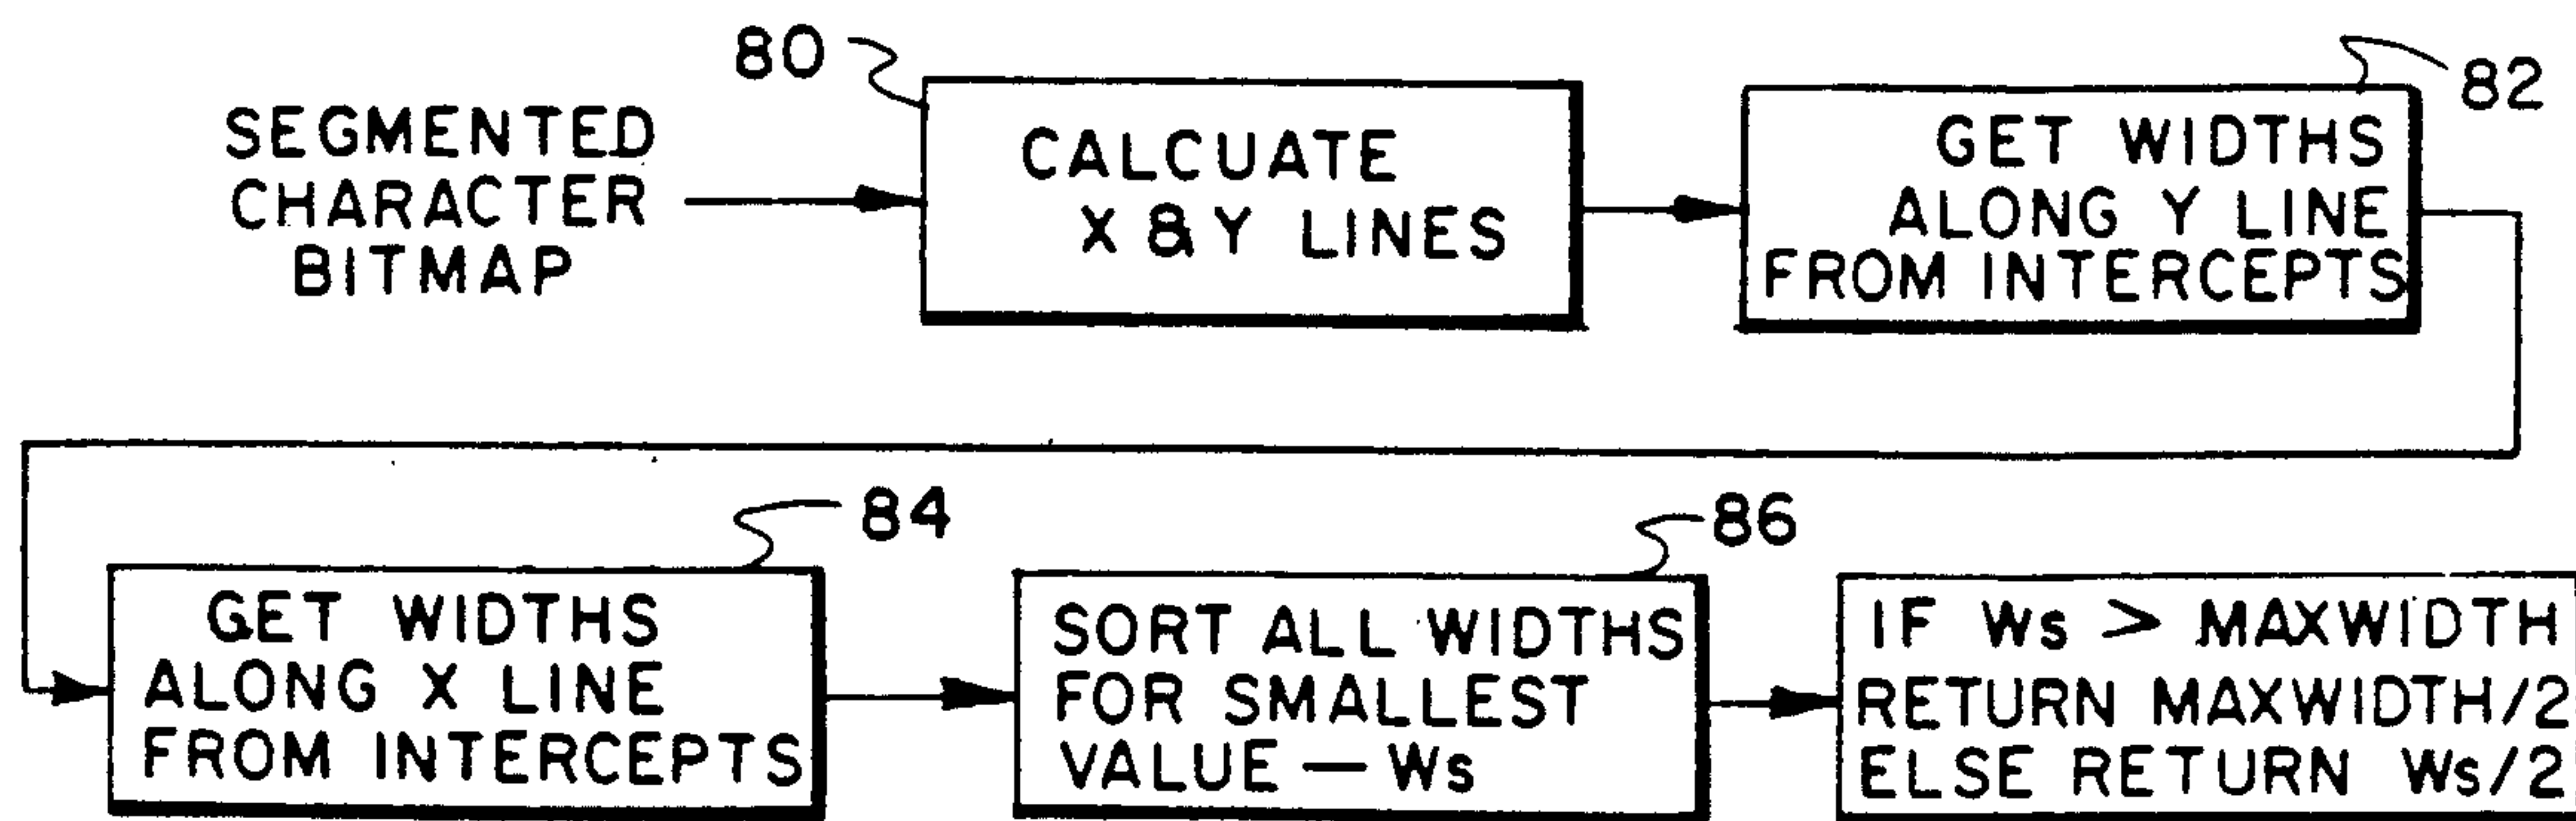 80
SEGMENTED
CHARACTER
BITMAP
CALCUATE
X & Y LINES
82
GET WIDTHS
ALONG Y LINE
FROM INTERCEPTS
84
GET WIDTHS
ALONG X LINE
FROM INTERCEPTS
86
SORT ALL WIDTHS
FOR SMALLEST
VALUE — Ws
IF Ws > MAXWIDTH
RETURN MAXWIDTH/2
ELSE RETURN Ws/2